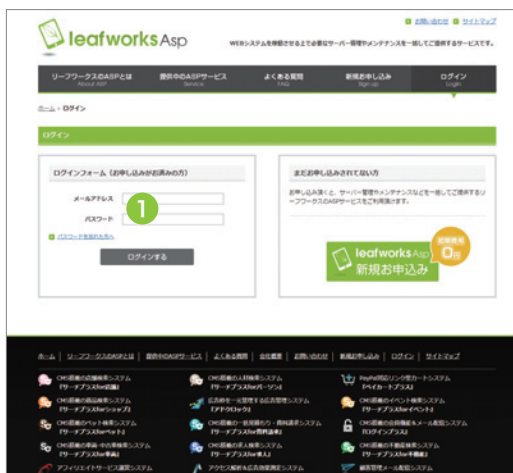 お問い合わせ サイトマップ
leafworks Asp
WEBシステムを稼働させる上で必要なサーバー管理やメンテナンスを一括してご提供するサービスです。
リーフワークスのASPとは 提供中のASPサービス よくある質問 新規お申し込み ログイン
About ASP Service FAQ Sign up Login
ホーム > ログイン
ログイン
ログインフォーム（お申し込みがお済みの方）
メールアドレス
1
パスワード
パスワードを忘れた方へ
ログインする
まだお申し込みされてない方
お申し込み頂くと、サーバー管理やメンテナンスなどを一括してご提供するリ
ーフワークスのASPサービスをご利用頂けます。
leafworks Asp
新規お申込み
初期費用
0円
ホーム | リーフワークスのASPとは | 提供中のASPサービス | よくある質問 | 会社概要 | お問い合わせ | 新規お申し込み | ログイン | サイトマップ
CMS搭載の店舗検索システム
『サーチプラスfor店舗』
CMS搭載の人材検索システム
『サーチプラスforパーソン』
PayPal対応リンク型カートシステム
『ペイカートプラス』
CMS搭載の商品検索システム
『サーチプラスforショップ』
広告枠を一元管理する広告管理システム
『アドクロック』
CMS搭載のイベント検索システム
『サーチプラスforイベント』
CMS搭載のペット検索システム
『サーチプラスforペット』
CMS搭載の一括見積もり・資料請求システム
『サーチプラスfor資料請求』
CMS搭載の会員機能＆メール配信システム
『ログインプラス』
CMS搭載の車両・中古車検索システム
『サーチプラスfor車両』
CMS搭載の求人検索システム
『サーチプラスfor求人』
CMS搭載の不動産検索システム
『サーチプラスfor不動産』
アフィリエイトサービス運営システム
アクセス解析＆広告効果測定システム
顧客管理メール配信システム